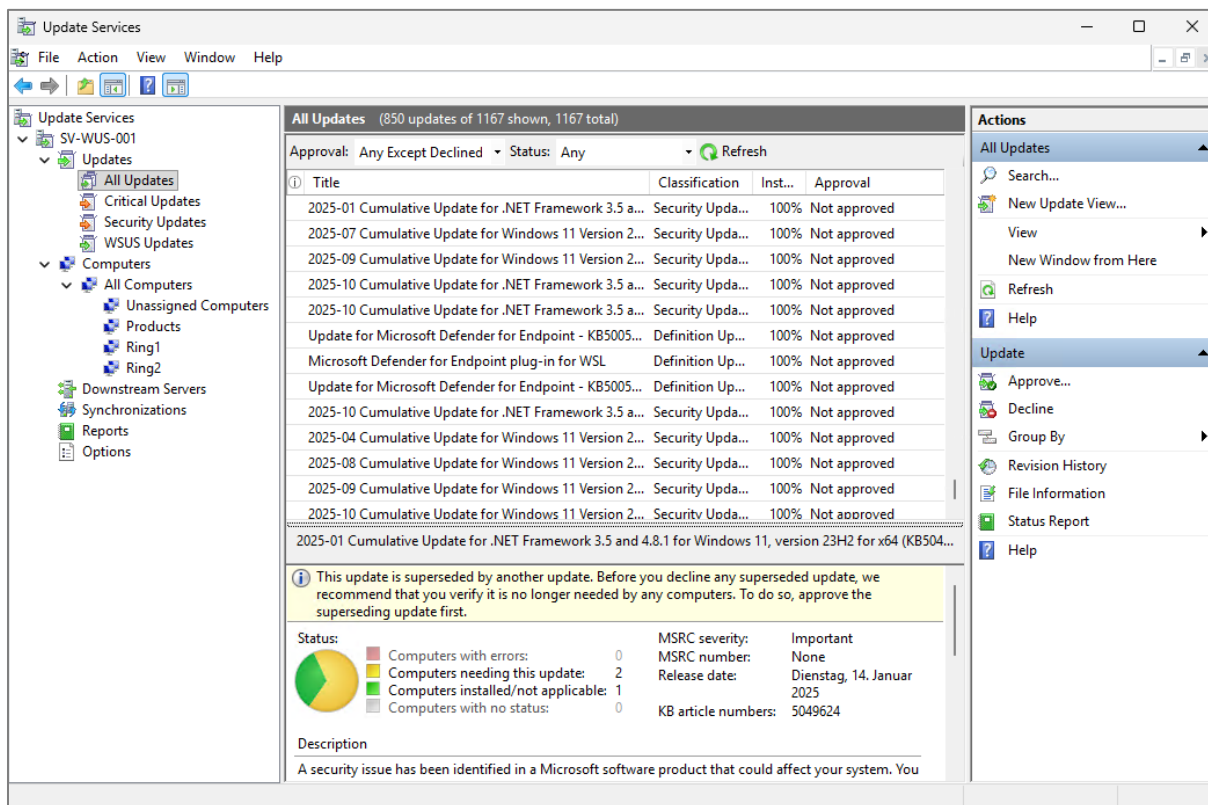 Update Services
File Action View Window Help
Update Services
SV-WUS-001
Updates
All Updates
Critical Updates
Security Updates
WSUS Updates
Computers
All Computers
Unassigned Computers
Products
Ring1
Ring2
Downstream Servers
Synchronizations
Reports
Options
All Updates (850 updates of 1167 shown, 1167 total)
Approval: Any Except Declined Status: Any Refresh
Title Classification Inst... Approval
2025-01 Cumulative Update for .NET Framework 3.5 a... Security Upda... 100% Not approved
2025-07 Cumulative Update for Windows 11 Version 2... Security Upda... 100% Not approved
2025-09 Cumulative Update for Windows 11 Version 2... Security Upda... 100% Not approved
2025-10 Cumulative Update for .NET Framework 3.5 a... Security Upda... 100% Not approved
2025-10 Cumulative Update for .NET Framework 3.5 a... Security Upda... 100% Not approved
Update for Microsoft Defender for Endpoint - KB5005... Definition Up... 100% Not approved
Microsoft Defender for Endpoint plug-in for WSL Definition Up... 100% Not approved
Update for Microsoft Defender for Endpoint - KB5005... Definition Up... 100% Not approved
2025-10 Cumulative Update for .NET Framework 3.5 a... Security Upda... 100% Not approved
2025-04 Cumulative Update for Windows 11 Version 2... Security Upda... 100% Not approved
2025-08 Cumulative Update for Windows 11 Version 2... Security Upda... 100% Not approved
2025-09 Cumulative Update for Windows 11 Version 2... Security Upda... 100% Not approved
2025-10 Cumulative Update for Windows 11 Version 2... Security Upda... 100% Not approved
2025-01 Cumulative Update for .NET Framework 3.5 and 4.8.1 for Windows 11, version 23H2 for x64 (KB504...
This update is superseded by another update. Before you decline any superseded update, we
recommend that you verify it is no longer needed by any computers. To do so, approve the
superseding update first.
Status:
Computers with errors: 0
Computers needing this update: 2
Computers installed/not applicable: 1
Computers with no status: 0
MSRC severity: Important
MSRC number: None
Release date: Dienstag, 14. Januar
2025
KB article numbers: 5049624
Description
A security issue has been identified in a Microsoft software product that could affect your system. You
Actions
All Updates
Search...
New Update View...
View
New Window from Here
Refresh
Help
Update
Approve...
Decline
Group By
Revision History
File Information
Status Report
Help